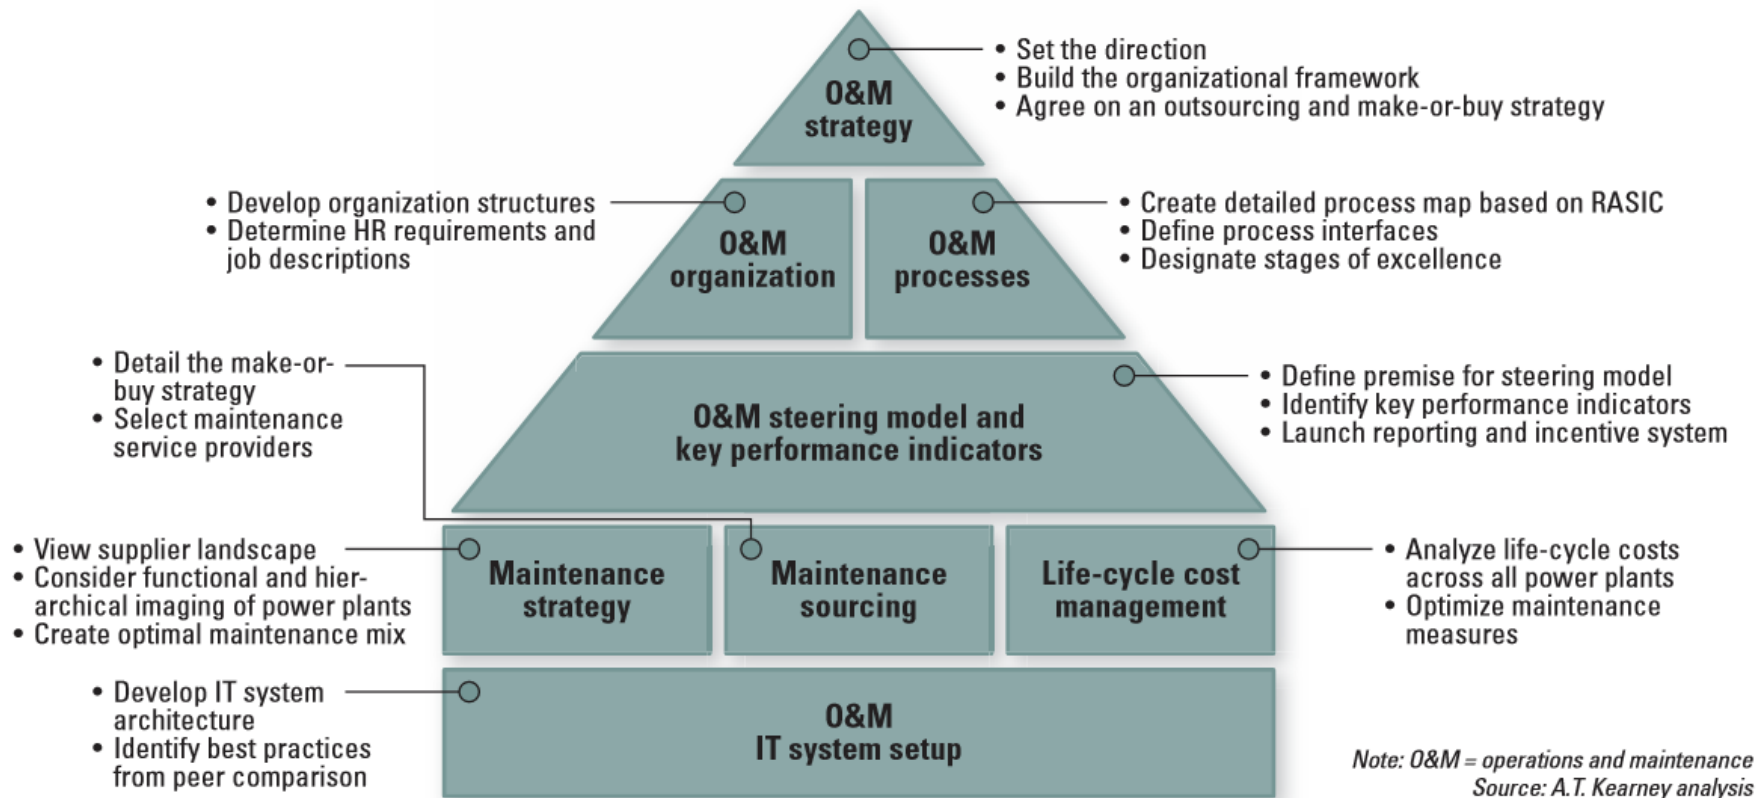 • Set the direction
• Build the organizational framework
• Agree on an outsourcing and make-or-buy strategy
O&M
strategy
• Develop organization structures
• Determine HR requirements and
job descriptions
O&M
organization
O&M
processes
• Create detailed process map based on RASIC
• Define process interfaces
• Designate stages of excellence
• Detail the make-or-
buy strategy
• Select maintenance
service providers
O&M steering model and
key performance indicators
• Define premise for steering model
• Identify key performance indicators
• Launch reporting and incentive system
• View supplier landscape
• Consider functional and hier-
archical imaging of power plants
• Create optimal maintenance mix
Maintenance
strategy
Maintenance
sourcing
Life-cycle cost
management
• Analyze life-cycle costs
across all power plants
• Optimize maintenance
measures
• Develop IT system
architecture
• Identify best practices
from peer comparison
O&M
IT system setup
Note: O&M = operations and maintenance
Source: A.T. Kearney analysis